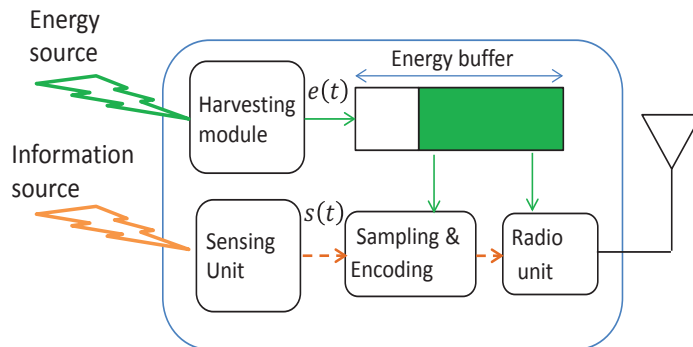 Energy
source
Energy buffer
Harvesting
module
e(t)
Information
source
s(t)
Sensing
Unit
Sampling &
Encoding
Radio
unit